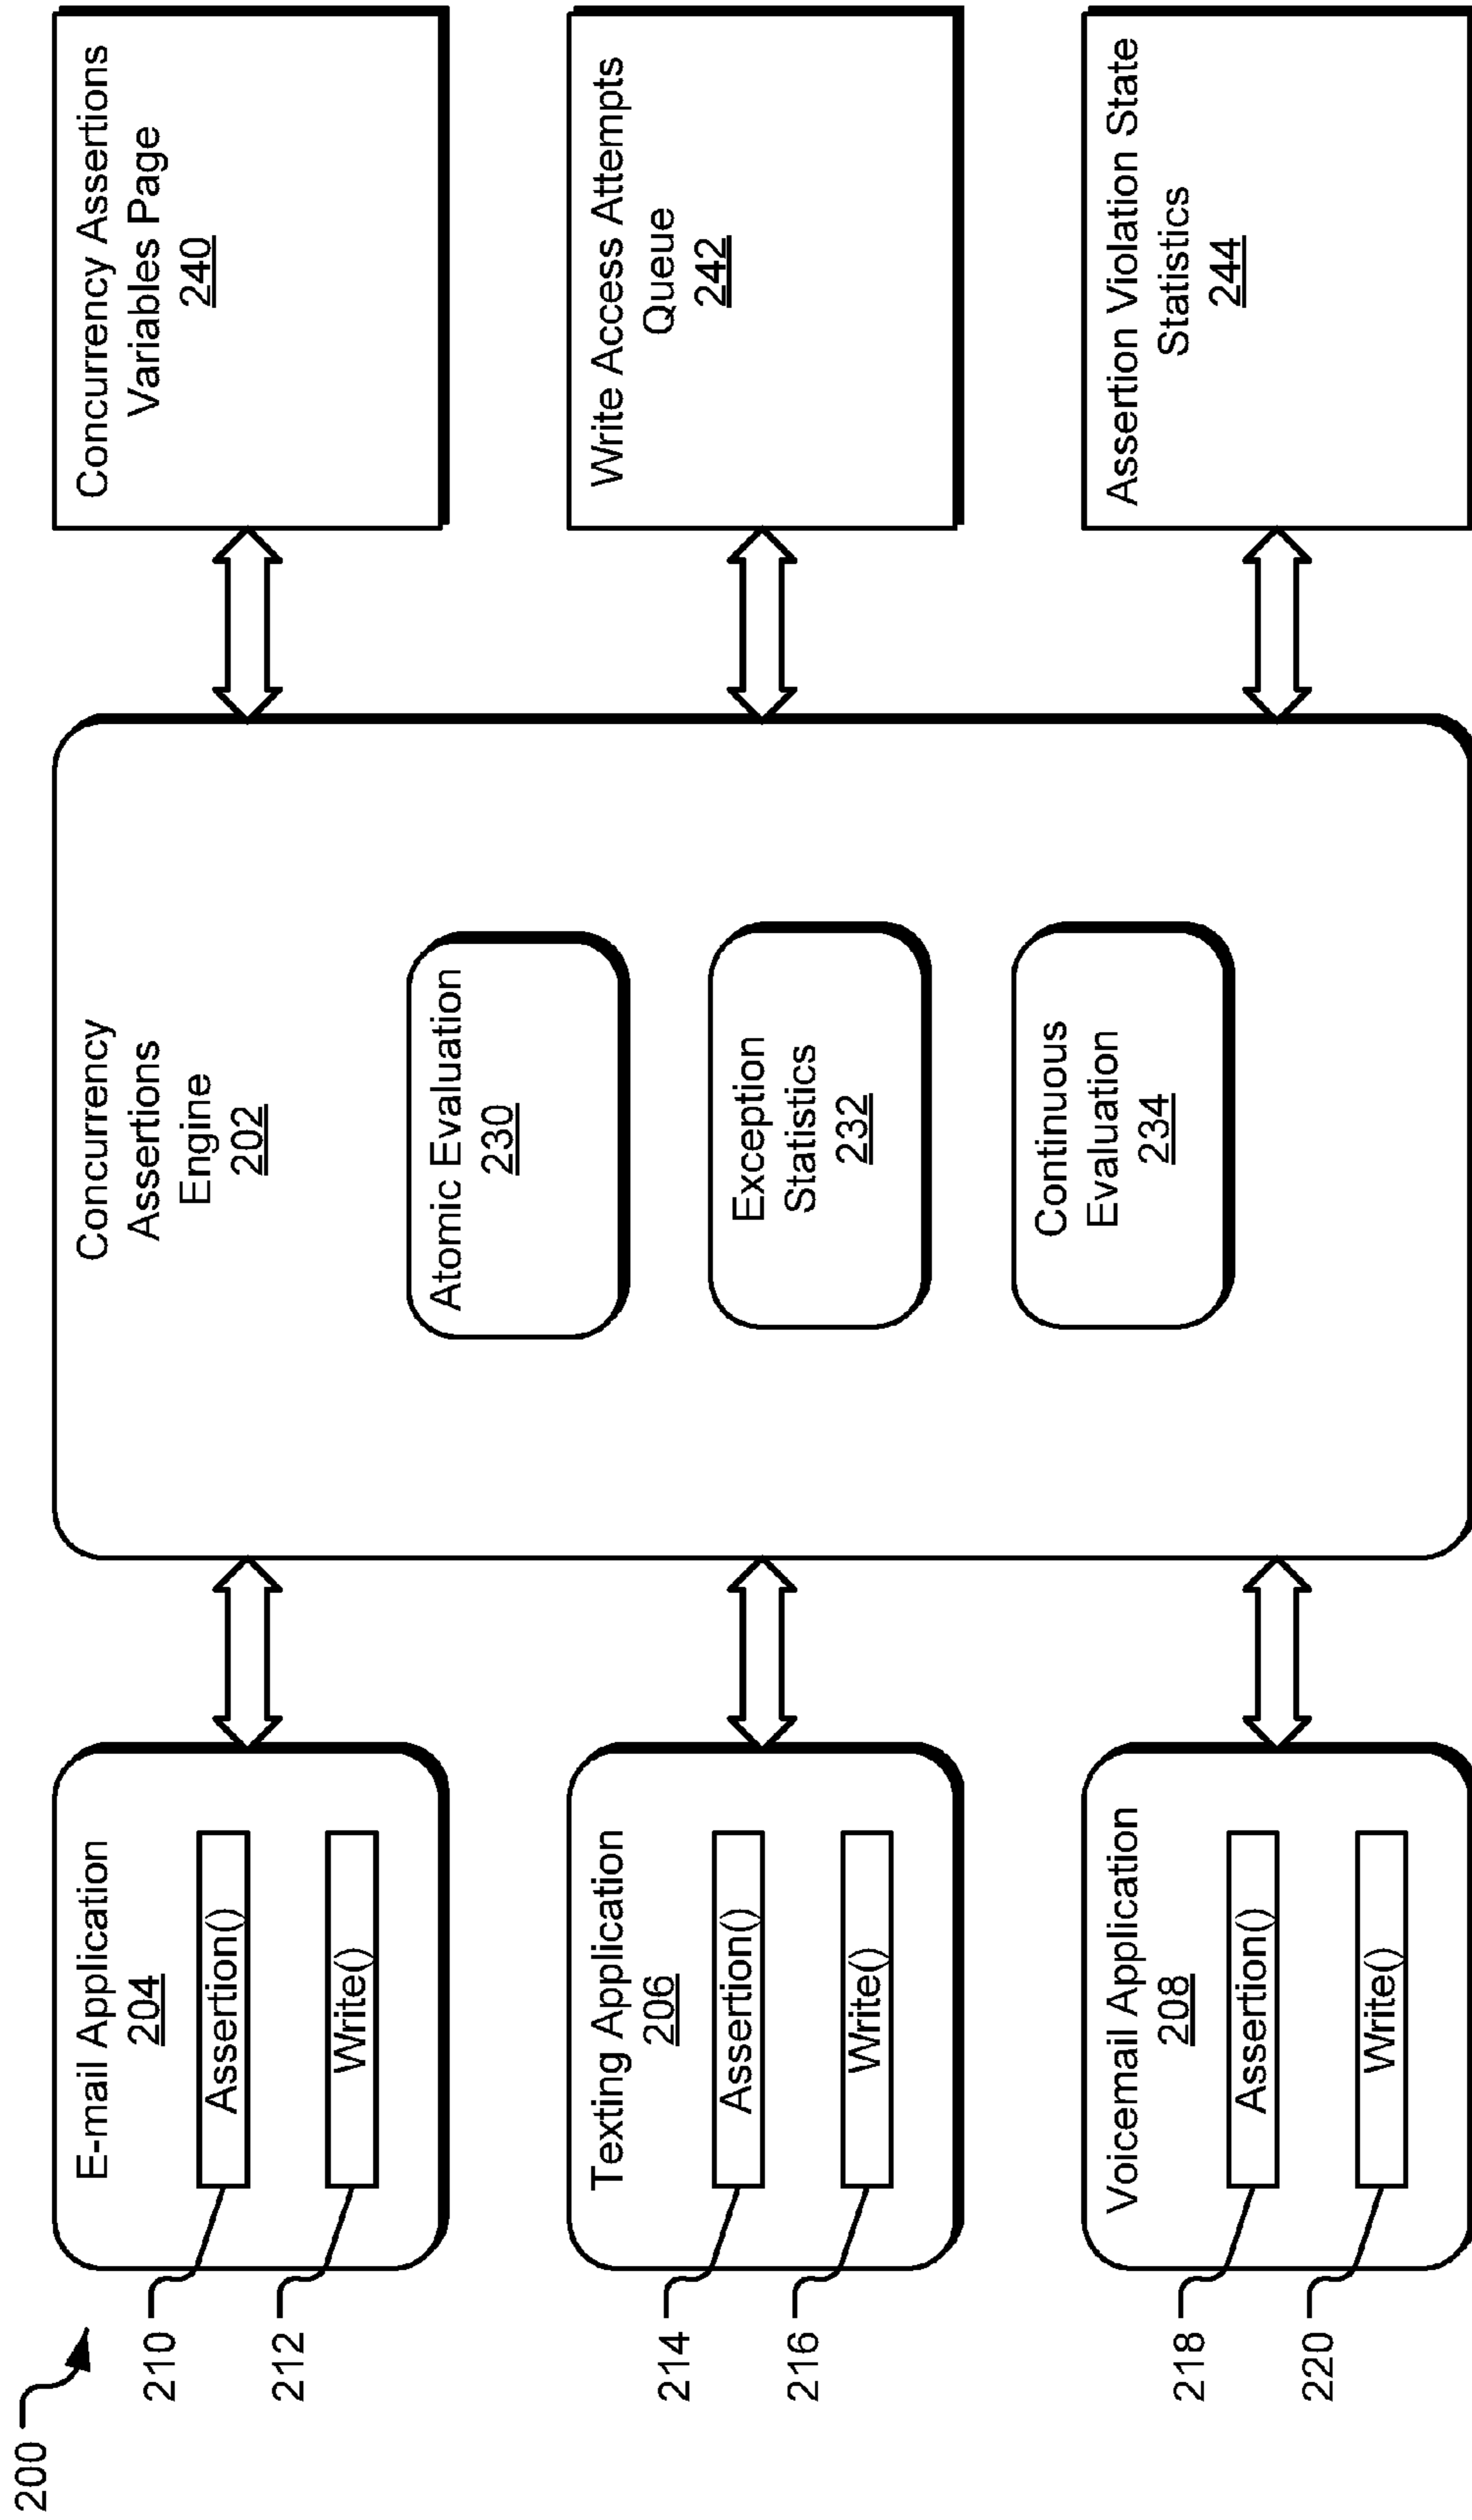 200
E-mail Application
204
210
Assertion()
212
Write()
Texting Application
206
214
Assertion()
216
Write()
Voicemail Application
208
218
Assertion()
220
Write()
Concurrency
Assertions
Engine
202
Atomic Evaluation
230
Exception
Statistics
232
Continuous
Evaluation
234
Concurrency Assertions
Variables Page
240
Write Access Attempts
Queue
242
Assertion Violation State
Statistics
244